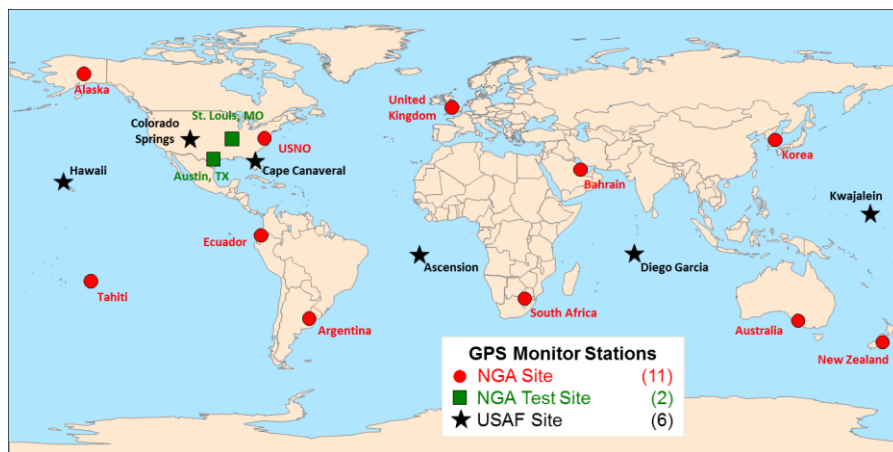 Alaska
United
Kingdom
St. Louis, MO
Colorado
Springs
USNO
Korea
Hawaii
Austin, TX
Cape Canaveral
Bahrain
Kwajalein
Ecuador
Ascension
Diego Garcia
Tahiti
South Africa
Argentina
Australia
New Zealand
GPS Monitor Stations
NGA Site (11)
NGA Test Site (2)
USAF Site (6)